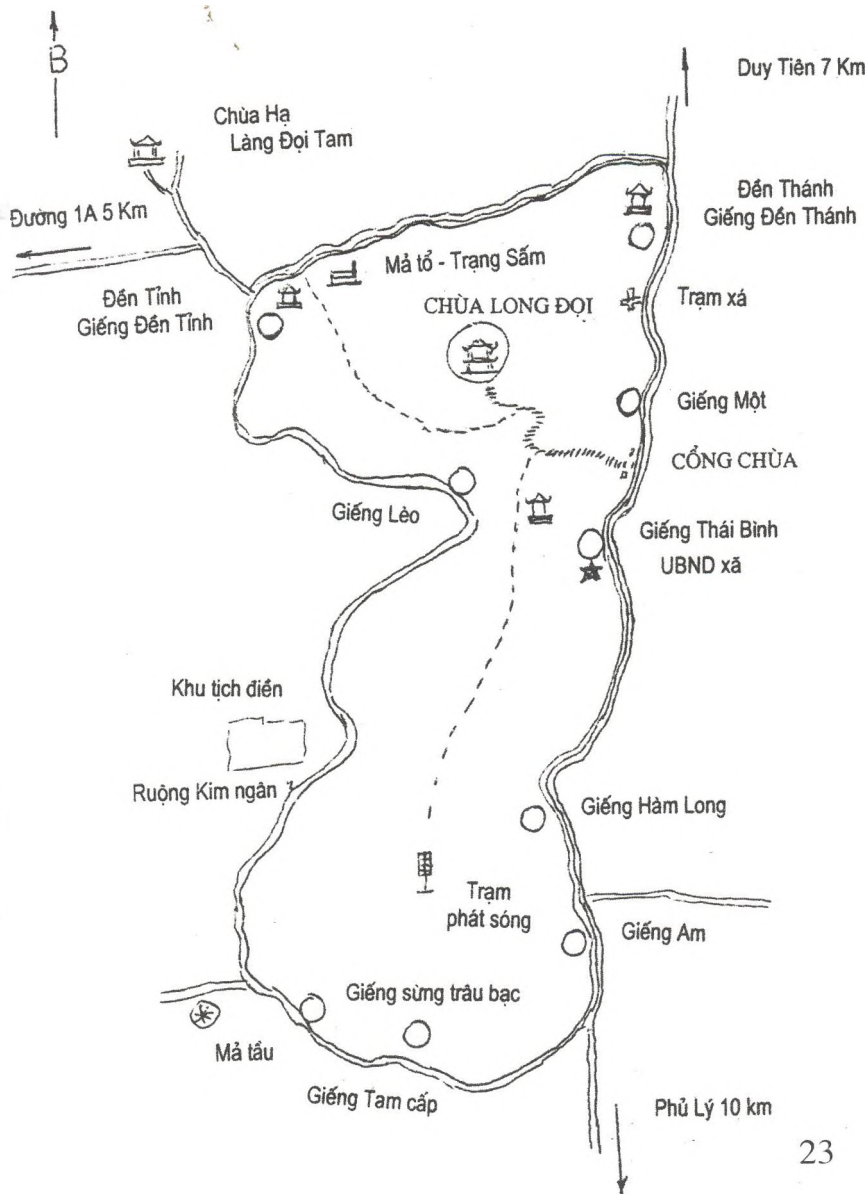 B
Duy Tiên 7 Km
Chùa Hạ
Làng Đọi Tam
Đường 1A 5 Km
Đền Thánh
Giếng Đền Thánh
Mả tổ - Trạng Sấm
Đền Tỉnh
Giếng Đền Tỉnh
CHÙA LONG ĐỌI
Trạm xá
Giếng Một
CỔNG CHÙA
Giếng Lèo
Giếng Thái Bình
UBND xã
Khu tịch điền
Ruộng Kim ngân
Giếng Hàm Long
Trạm
phát sóng
Giếng Am
Giếng sừng trâu bạc
Mả tầu
Giếng Tam cấp
Phủ Lý 10 km
23